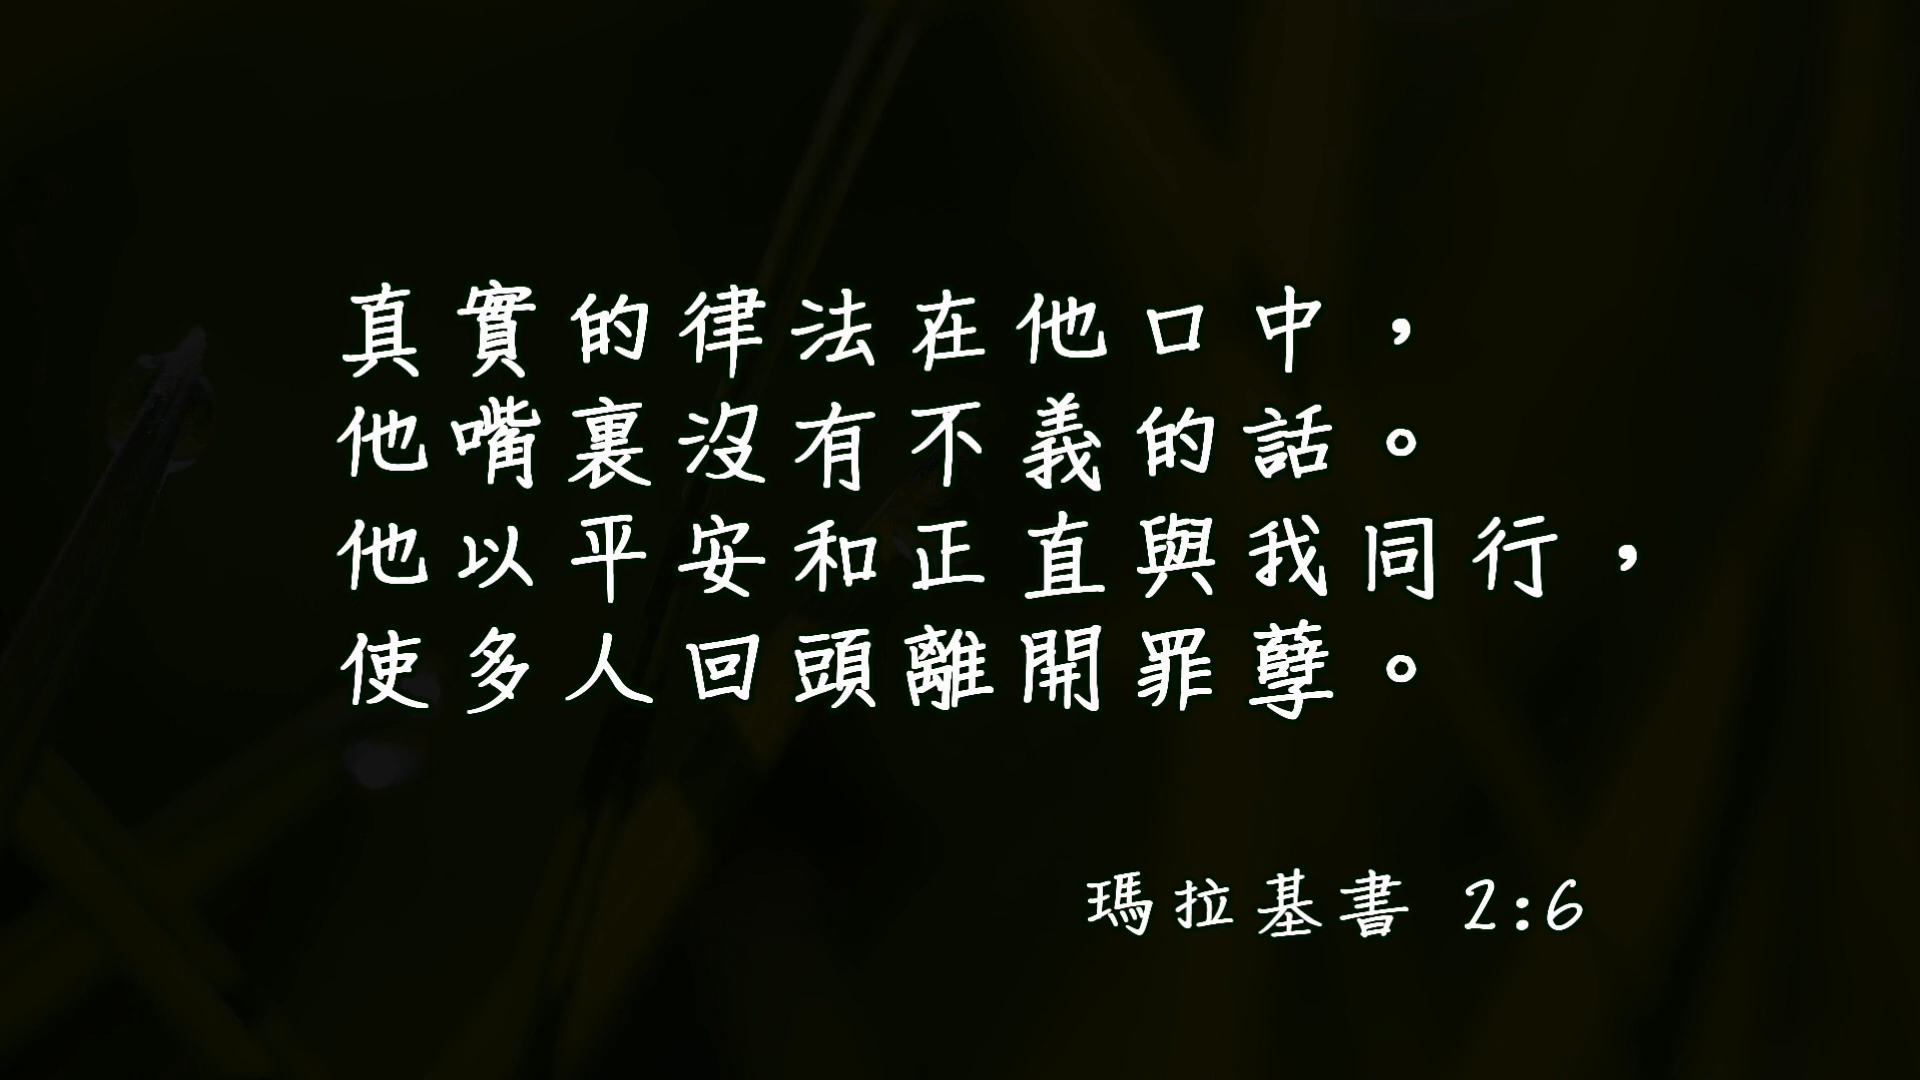 真實的律法在他口中，
他嘴裏沒有不義的話。
他以平安和正直與我同行，
使多人回頭離開罪孽。
瑪拉基書 2:6